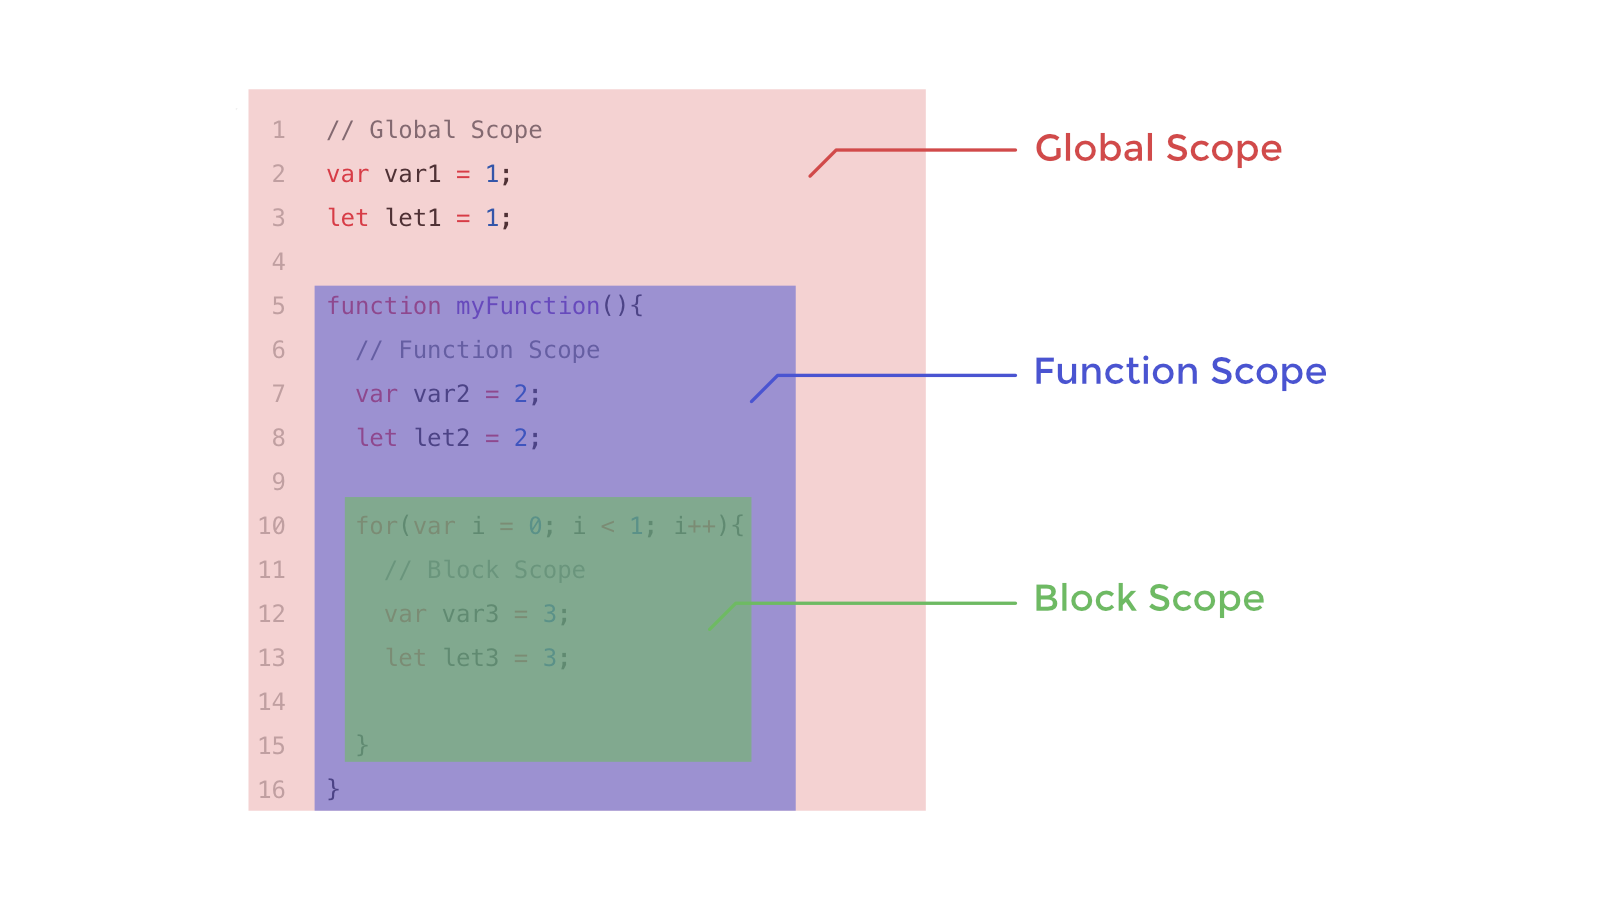 1 // Global Scope
2 var var1 = 1;
3 let let1 = 1;
4
5 function myFunction(){
6 // Function Scope
7 var var2 = 2;
8 let let2 = 2;
9
10 for(var i = 0; i < 1; i++){
11 // Block Scope
12 var var3 = 3;
13 let let3 = 3;
14
15 }
16 }
Global Scope
Function Scope
Block Scope